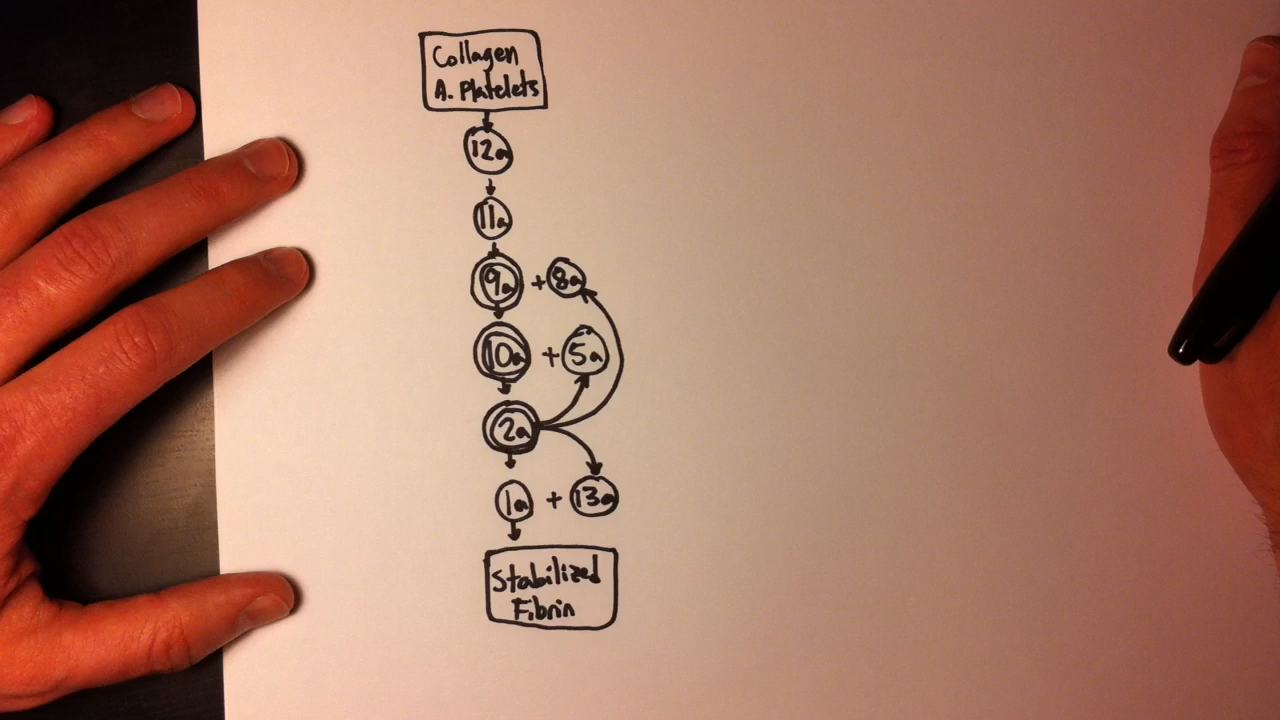 Collagen
A. Platelets
12a
11a
9a + 8a
10a + 5a
2a
1a + 13a
Stabilized
Fibrin